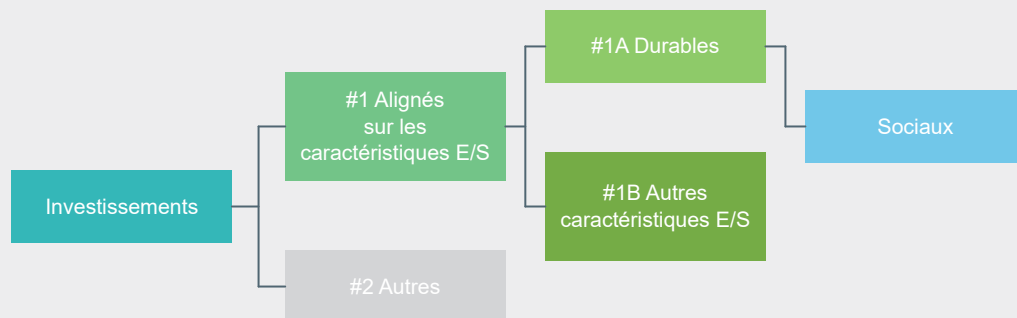 Investissements
#1 Alignés
sur les
caractéristiques E/S
#2 Autres
#1A Durables
#1B Autres
caractéristiques E/S
Sociaux